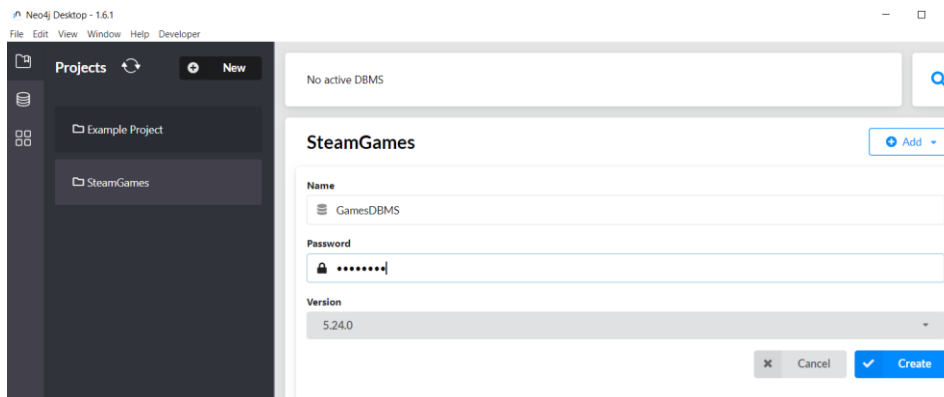 Neo4j Desktop - 1.6.1
File Edit View Window Help Developer
Projects
New
No active DBMS
Example Project
SteamGames
SteamGames
Add
Name
GamesDBMS
Password
••••••••
Version
5.24.0
Cancel
Create